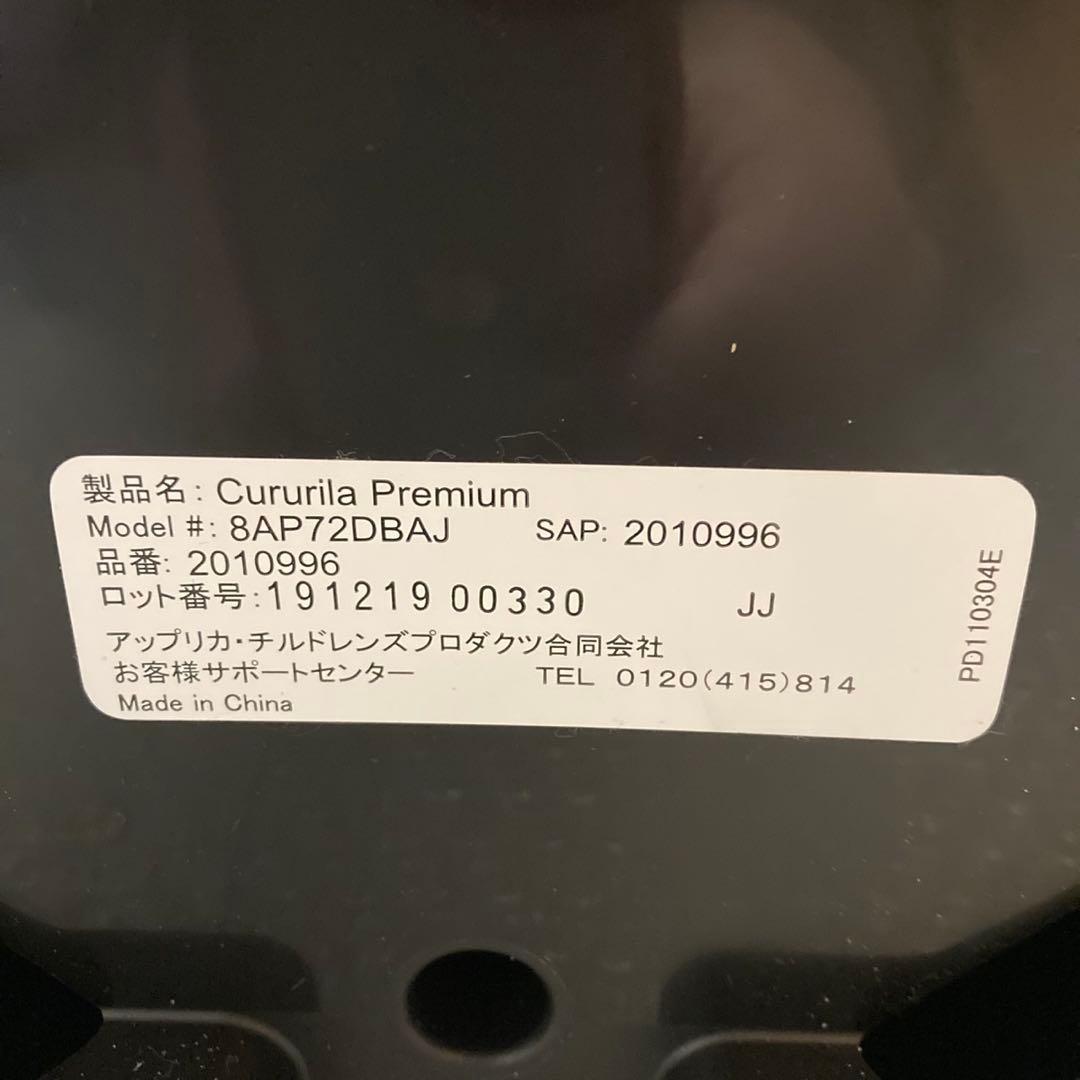 製品名: Cururila Premium
Model #: 8AP72DBAJ SAP: 2010996
品番: 2010996
ロット番号:191219 00330 JJ
アップリカ・チルドレンズプロダクツ合同会社
お客様サポートセンター TEL 0120(415)814
Made in China
PD110304E